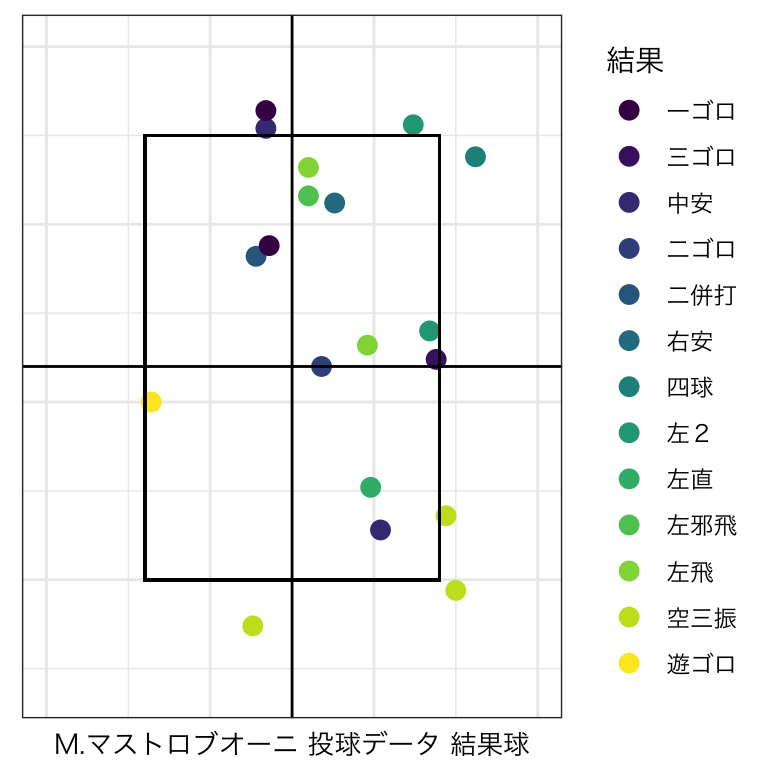 結果
一ゴロ
三ゴロ
中安
二ゴロ
二併打
右安
四球
左２
左直
左邪飛
左飛
空三振
遊ゴロ
M.マストロブオーニ 投球データ 結果球